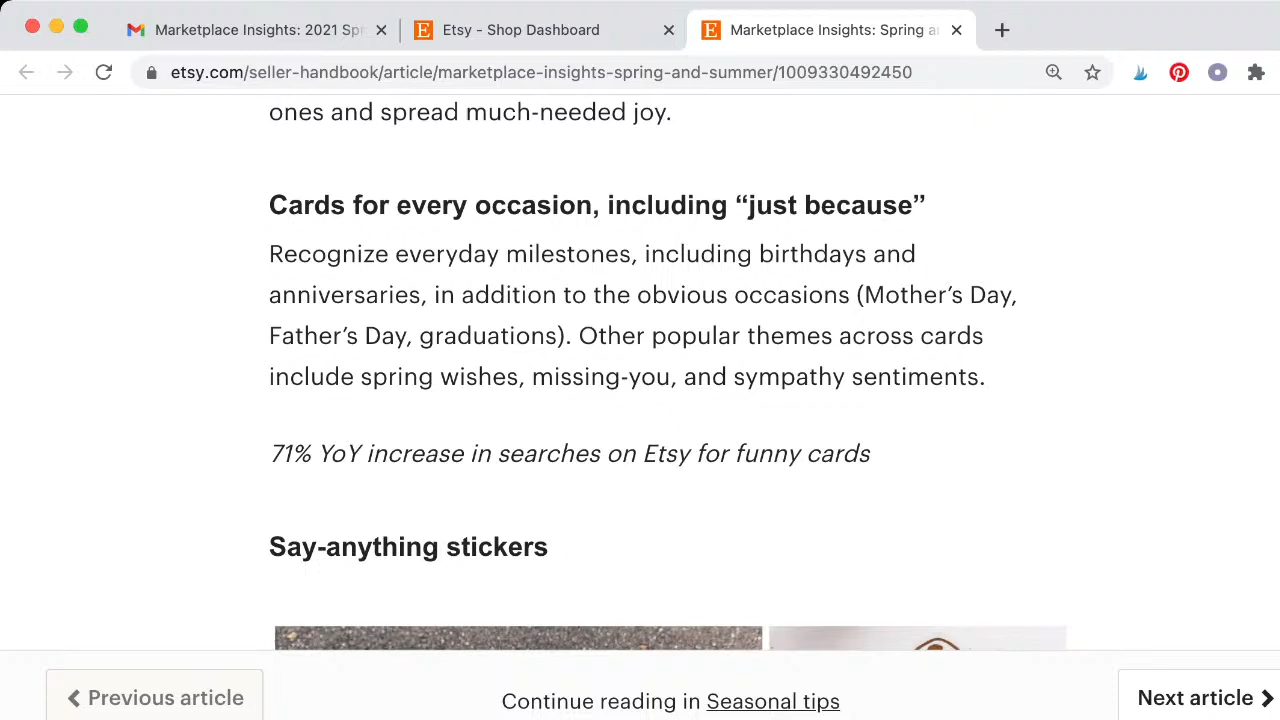 Marketplace Insights: 2021 Spr
Etsy - Shop Dashboard
Marketplace Insights: Spring a
etsy.com/seller-handbook/article/marketplace-insights-spring-and-summer/1009330492450
ones and spread much-needed joy.
Cards for every occasion, including “just because”
Recognize everyday milestones, including birthdays and
anniversaries, in addition to the obvious occasions (Mother’s Day,
Father’s Day, graduations). Other popular themes across cards
include spring wishes, missing-you, and sympathy sentiments.
71% YoY increase in searches on Etsy for funny cards
Say-anything stickers
Previous article
Continue reading in Seasonal tips
Next article